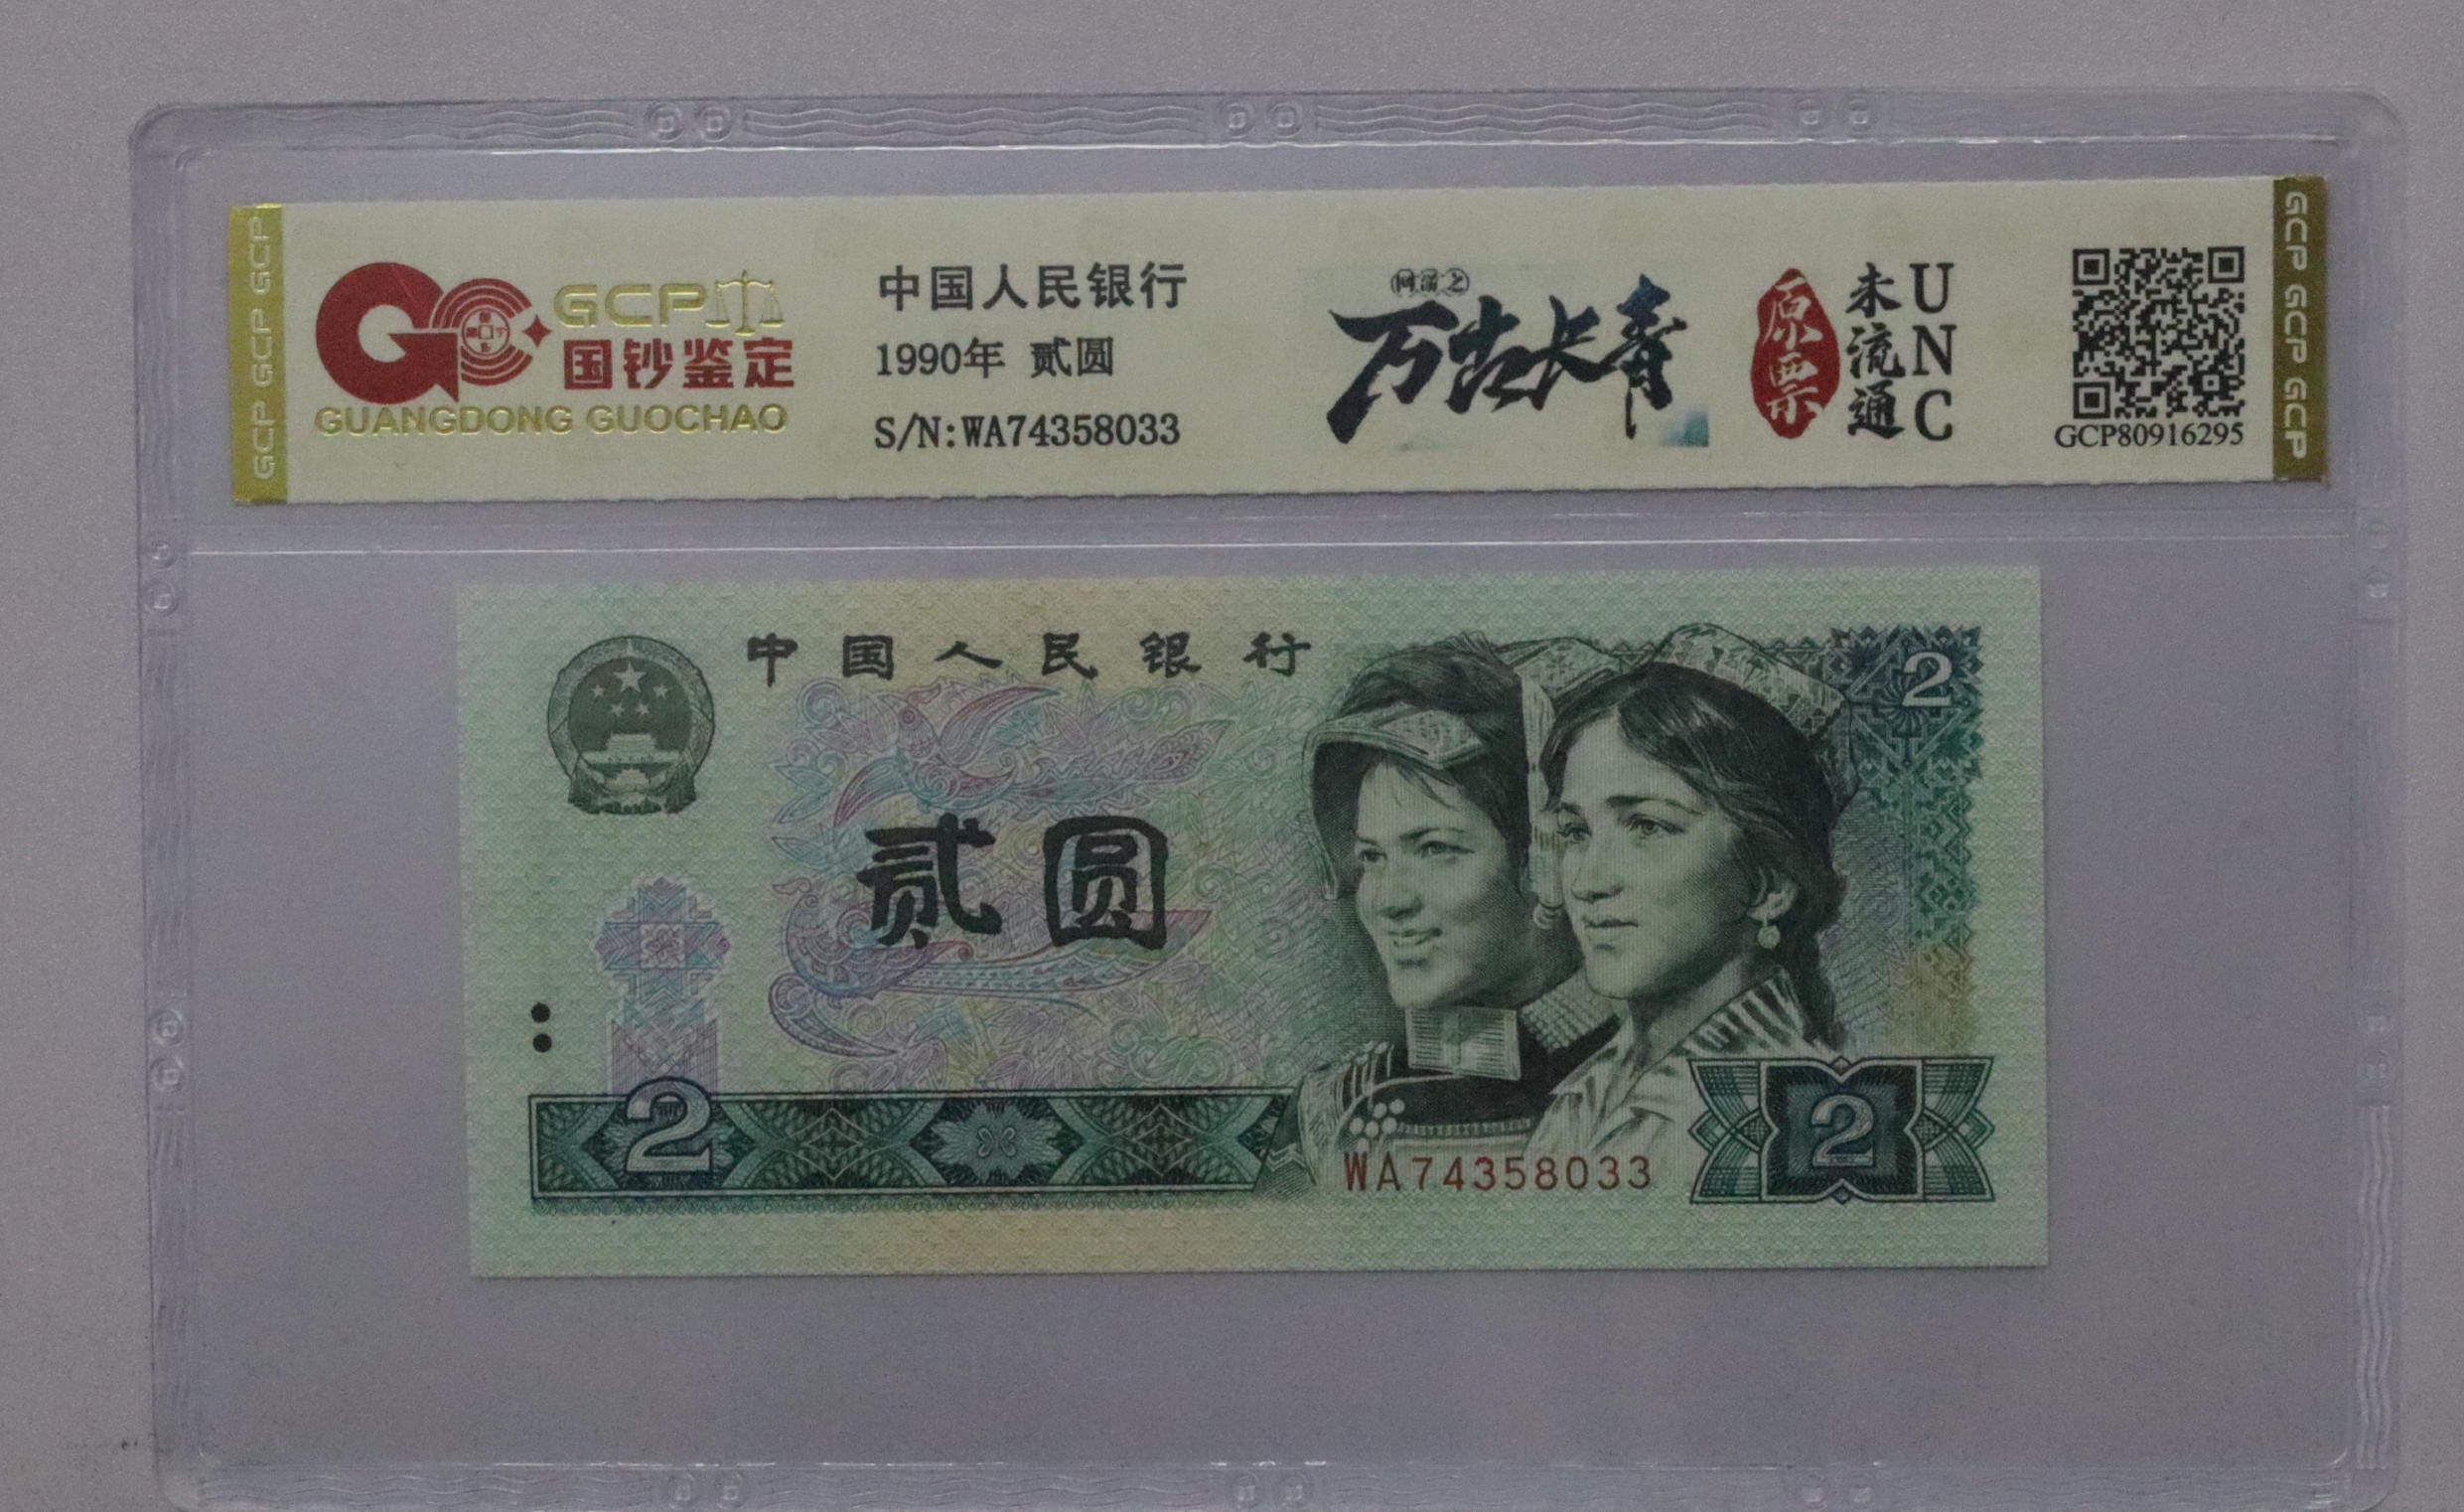 GCP GCP GCP
GCP
国钞鉴定
GUANGDONG GUOCHAO
中国人民银行
1990年 贰圆
S/N:WA74358033
万古长青
原票
未流通
UNC
GCP80916295
GCP GCP GCP
中国人民银行
2
贰圆
2
WA74358033
2